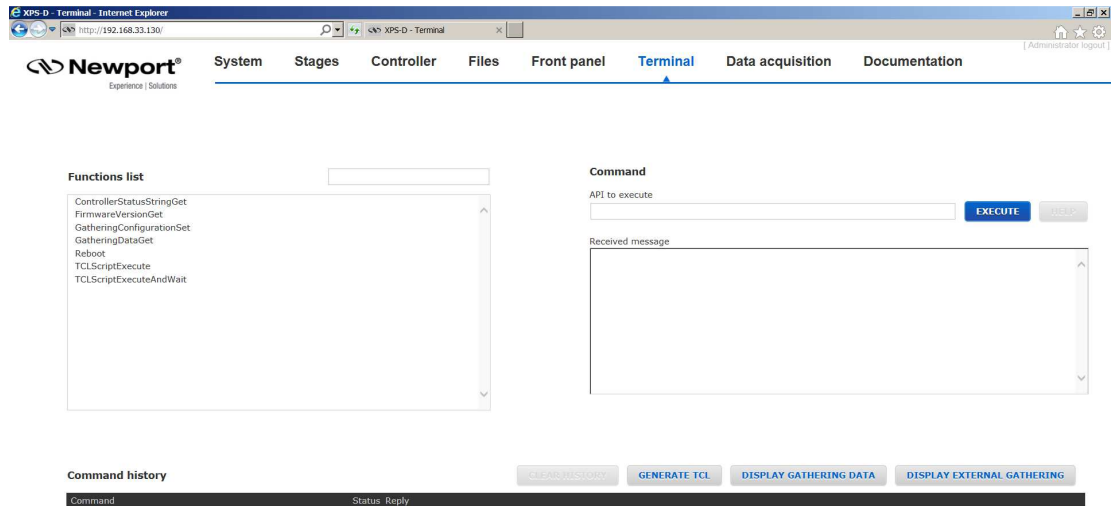 XPS-D - Terminal - Internet Explorer
http://192.168.33.130/
XPS-D - Terminal
[ Administrator logout ]
Newport®
Experience | Solutions
System Stages Controller Files Front panel Terminal Data acquisition Documentation
Functions list
ControllerStatusStringGet
FirmwareVersionGet
GatheringConfigurationSet
GatheringDataGet
Reboot
TCLScriptExecute
TCLScriptExecuteAndWait
Command
API to execute
EXECUTE HELP
Received message
Command history
CLEAR HISTORY GENERATE TCL DISPLAY GATHERING DATA DISPLAY EXTERNAL GATHERING
Command Status Reply